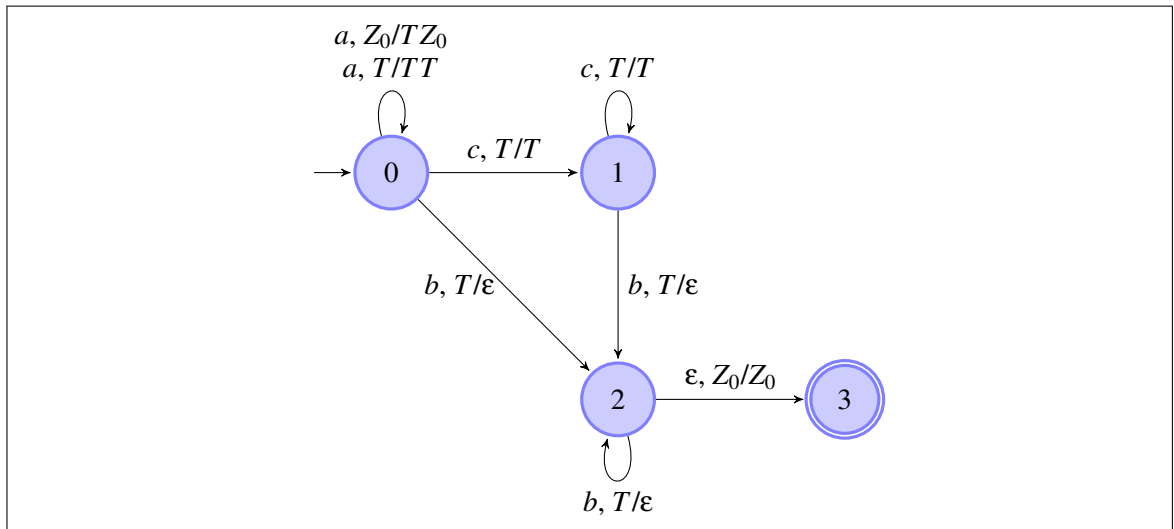 a, Z₀/TZ₀
a, T/TT
c, T/T
0
c, T/T
1
b, T/ε
b, T/ε
2
ε, Z₀/Z₀
3
b, T/ε